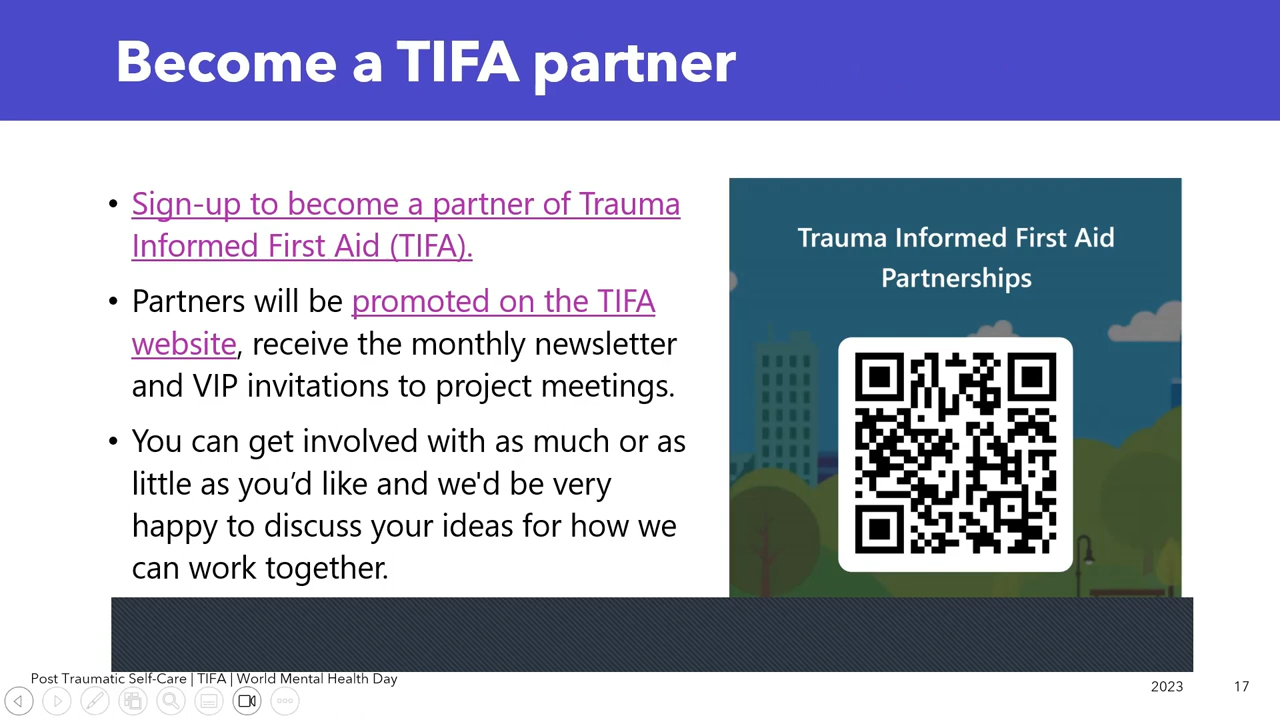 Become a TIFA partner
• Sign-up to become a partner of Trauma
Informed First Aid (TIFA).
• Partners will be promoted on the TIFA
website, receive the monthly newsletter
and VIP invitations to project meetings.
• You can get involved with as much or as
little as you’d like and we'd be very
happy to discuss your ideas for how we
can work together.
Trauma Informed First Aid
Partnerships
Post Traumatic Self-Care | TIFA | World Mental Health Day
2023
17